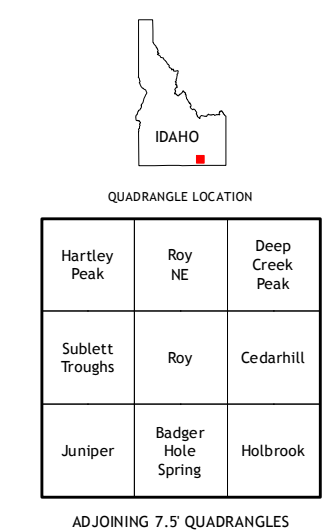 IDAHO
QUADRANGLE LOCATION
Hartley
Peak
Roy
NE
Deep
Creek
Peak
Sublett
Troughs
Roy
Cedarhill
Juniper
Badger
Hole
Spring
Holbrook
ADJOINING 7.5' QUADRANGLES